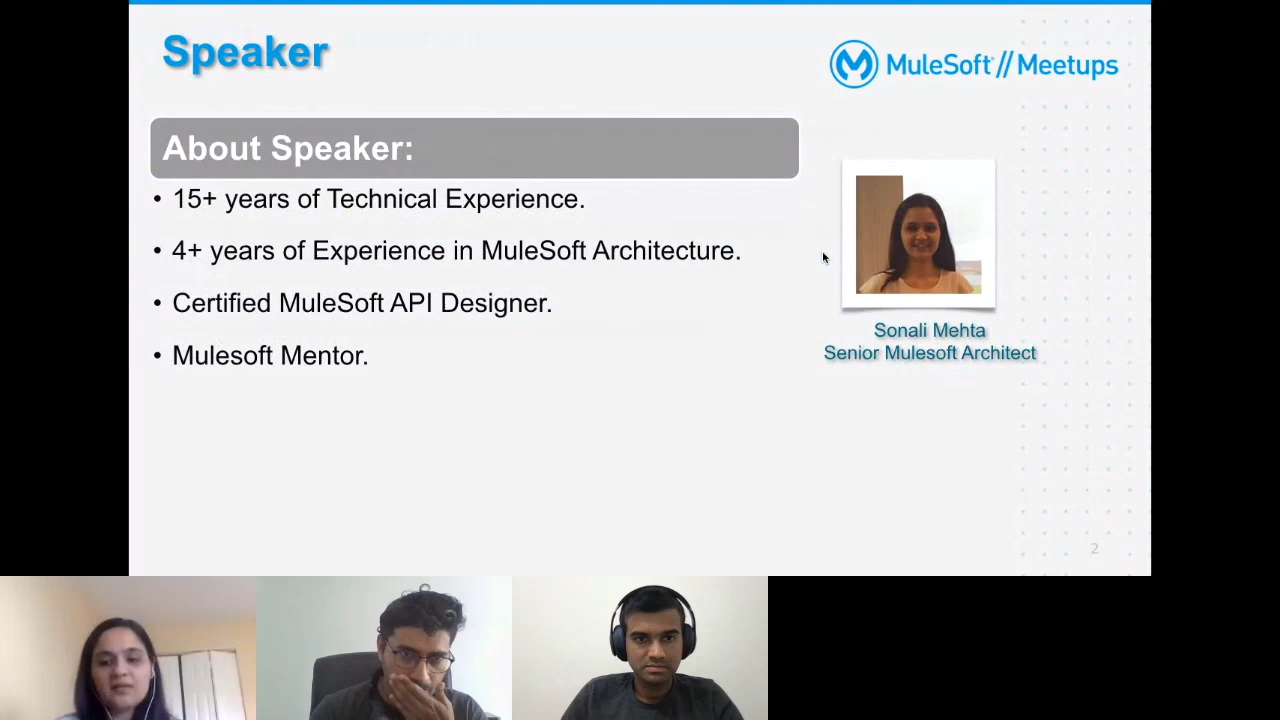 Speaker
MuleSoft // Meetups
About Speaker:
• 15+ years of Technical Experience.
• 4+ years of Experience in MuleSoft Architecture.
• Certified MuleSoft API Designer.
• Mulesoft Mentor.
Sonali Mehta
Senior Mulesoft Architect
2